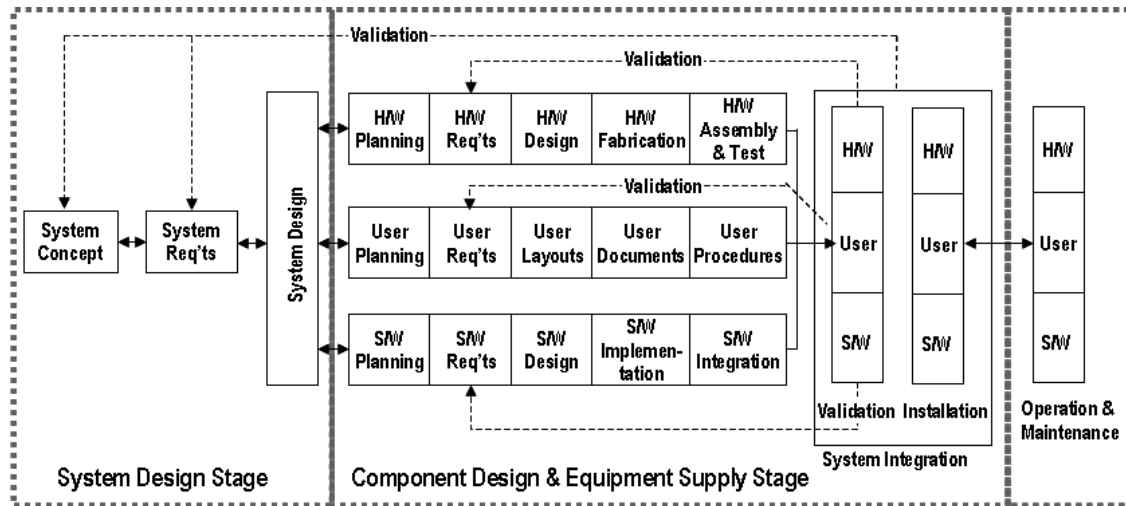 Validation
Validation
H/W
Planning
H/W
Req'ts
H/W
Design
H/W
Fabrication
H/W
Assembly
& Test
Validation
System
Concept
System
Req'ts
System Design
User
Planning
User
Req'ts
User
Layouts
User
Documents
User
Procedures
S/W
Planning
S/W
Req'ts
S/W
Design
S/W
Implemen-
tation
S/W
Integration
H/W
User
S/W
Validation
H/W
User
S/W
Installation
System Integration
H/W
User
S/W
Operation &
Maintenance
System Design Stage
Component Design & Equipment Supply Stage